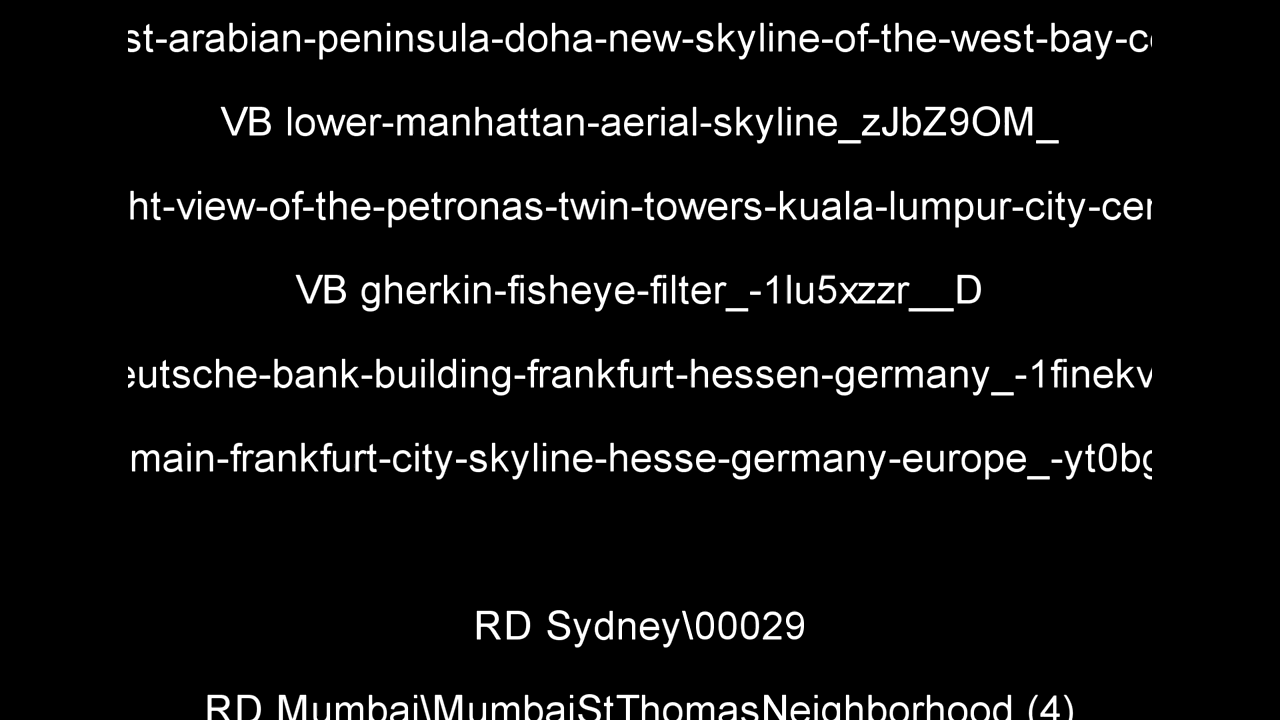 st-arabian-peninsula-doha-new-skyline-of-the-west-bay-c
VB lower-manhattan-aerial-skyline_zJbZ9OM_
ht-view-of-the-petronas-twin-towers-kuala-lumpur-city-cer
VB gherkin-fisheye-filter_-1lu5xzzr__D
eutsche-bank-building-frankfurt-hessen-germany_-1finekv
main-frankfurt-city-skyline-hesse-germany-europe_-yt0bg
RD Sydney\00029
RD Mumbai\MumbaiStThomasNeighborhood (4)